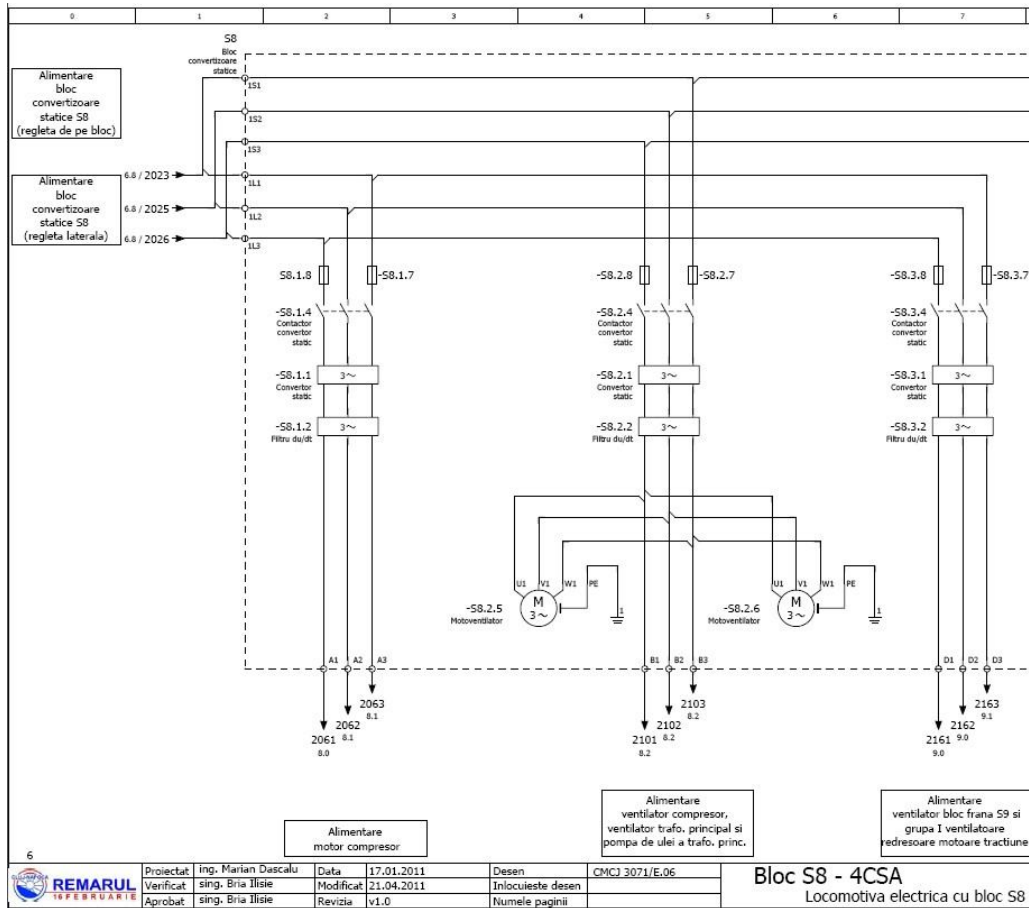 0 1 2 3 4 5 6 7
S8
Bloc
convertizoare
statice
Alimentare
bloc
convertizoare
statice S8
(regleta de pe bloc)
1S1
1S2
1S3
Alimentare
bloc
convertizoare
statice S8
(regleta laterala)
6.8 / 2023
1L1
6.8 / 2025
1L2
6.8 / 2026
1L3
S8.1.8
-S8.1.7
-S8.2.8
-S8.2.7
-S8.3.8
-S8.3.7
-S8.1.4
Contactor
convertor
static
-S8.2.4
Contactor
convertor
static
-S8.3.4
Contactor
convertor
static
-S8.1.1
Convertor
static
3~
-S8.2.1
Convertor
static
3~
-S8.3.1
Convertor
static
3~
-S8.1.2
Filtru du/dt
3~
-S8.2.2
Filtru du/dt
3~
-S8.3.2
Filtru du/dt
3~
U1 V1 W1 PE
-S8.2.5
Motoventilator
M
3~
1
U1 V1 W1 PE
-S8.2.6
Motoventilator
M
3~
1
A1 A2 A3
B1 B2 B3
D1 D2 D3
2063
8.1
2062
8.1
2061
8.0
2103
8.2
2102
8.2
2101
8.2
2163
9.1
2162
9.0
2161
9.0
Alimentare
motor compresor
Alimentare
ventilator compresor,
ventilator trafo. principal si
pompa de ulei a trafo. princ.
Alimentare
ventilator bloc frana S9 si
grupa I ventilatoare
redresoare motoare tractiune
6
CLUJ-NAPOCA
REMARUL
16 FEBRUARIE
Proiectat ing. Marian Dascalu Data 17.01.2011 Desen CMCJ 3071/E.06
Verificat sing. Bria Ilisie Modificat 21.04.2011 Inlocuieste desen
Aprobat sing. Bria Ilisie Revizia v1.0 Numele paginii
Bloc S8 - 4CSA
Locomotiva electrica cu bloc S8